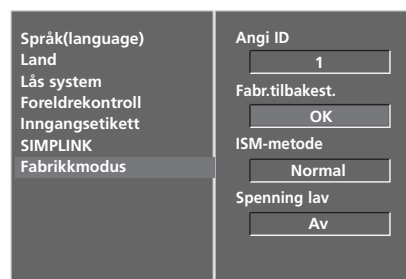 Språk(language)
Land
Lås system
Foreldrekontroll
Inngangsetikett
SIMPLINK
Fabrikkmodus
Angi ID
1
Fabr.tilbakest.
OK
ISM-metode
Normal
Spenning lav
Av